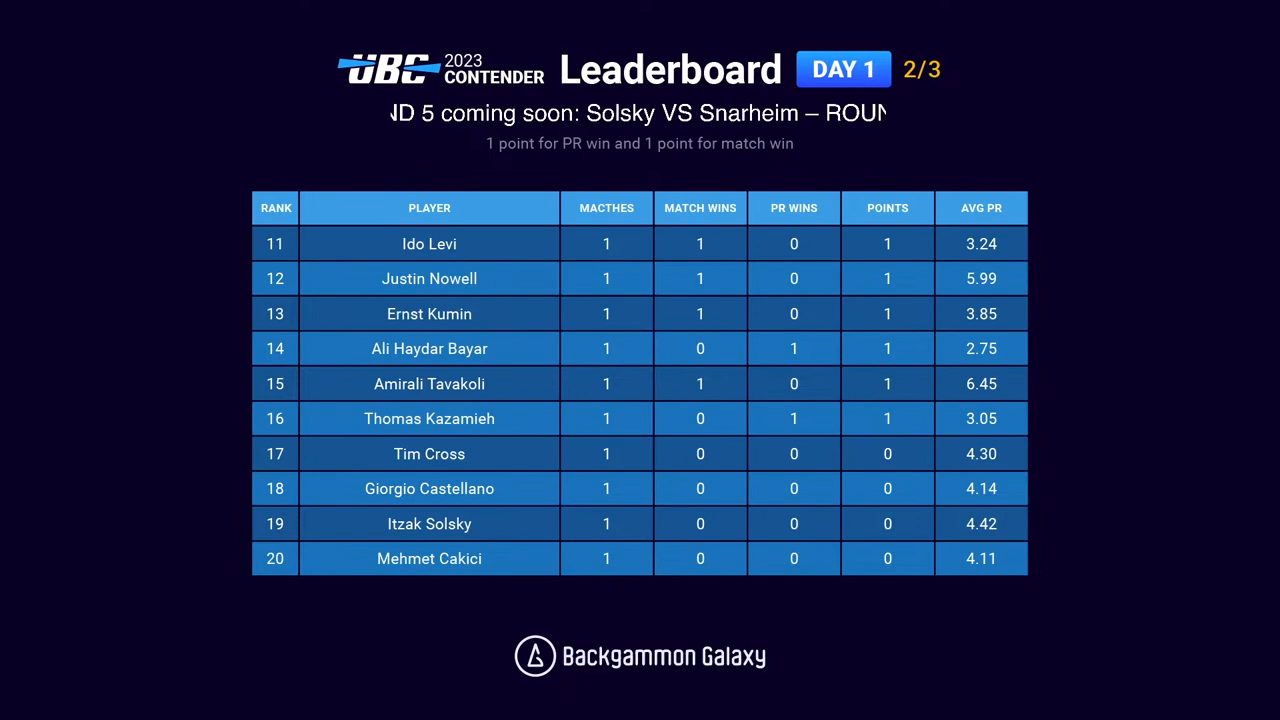 UBC 2023 CONTENDER Leaderboard DAY 1 2/3
ND 5 coming soon: Solsky VS Snarheim – ROUN
1 point for PR win and 1 point for match win
RANK PLAYER MACTHES MATCH WINS PR WINS POINTS AVG PR
11 Ido Levi 1 1 0 1 3.24
12 Justin Nowell 1 1 0 1 5.99
13 Ernst Kumin 1 1 0 1 3.85
14 Ali Haydar Bayar 1 0 1 1 2.75
15 Amirali Tavakoli 1 1 0 1 6.45
16 Thomas Kazamieh 1 0 1 1 3.05
17 Tim Cross 1 0 0 0 4.30
18 Giorgio Castellano 1 0 0 0 4.14
19 Itzak Solsky 1 0 0 0 4.42
20 Mehmet Cakici 1 0 0 0 4.11
Backgammon Galaxy